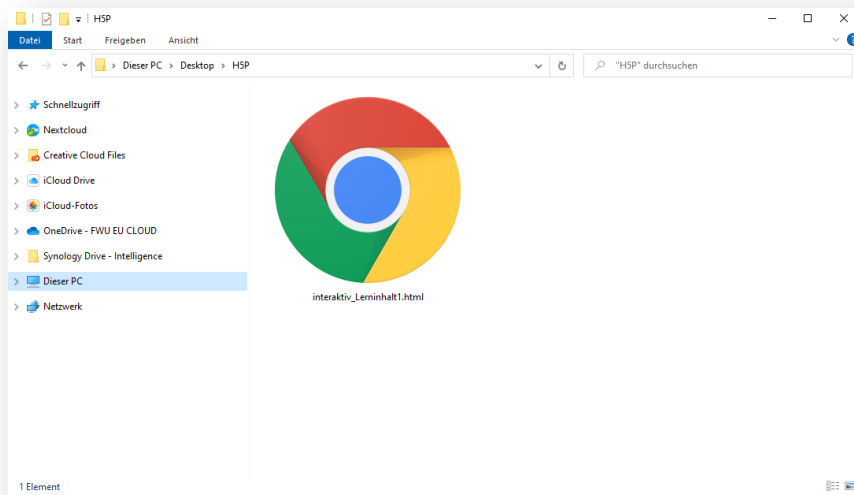 H5P
Datei Start Freigeben Ansicht
Dieser PC Desktop H5P "H5P" durchsuchen
Schnellzugriff
Nextcloud
Creative Cloud Files
iCloud Drive
iCloud-Fotos
OneDrive - FWU EU CLOUD
Synology Drive - Intelligence
Dieser PC
Netzwerk
interaktiv_Lerninhalt1.html
1 Element